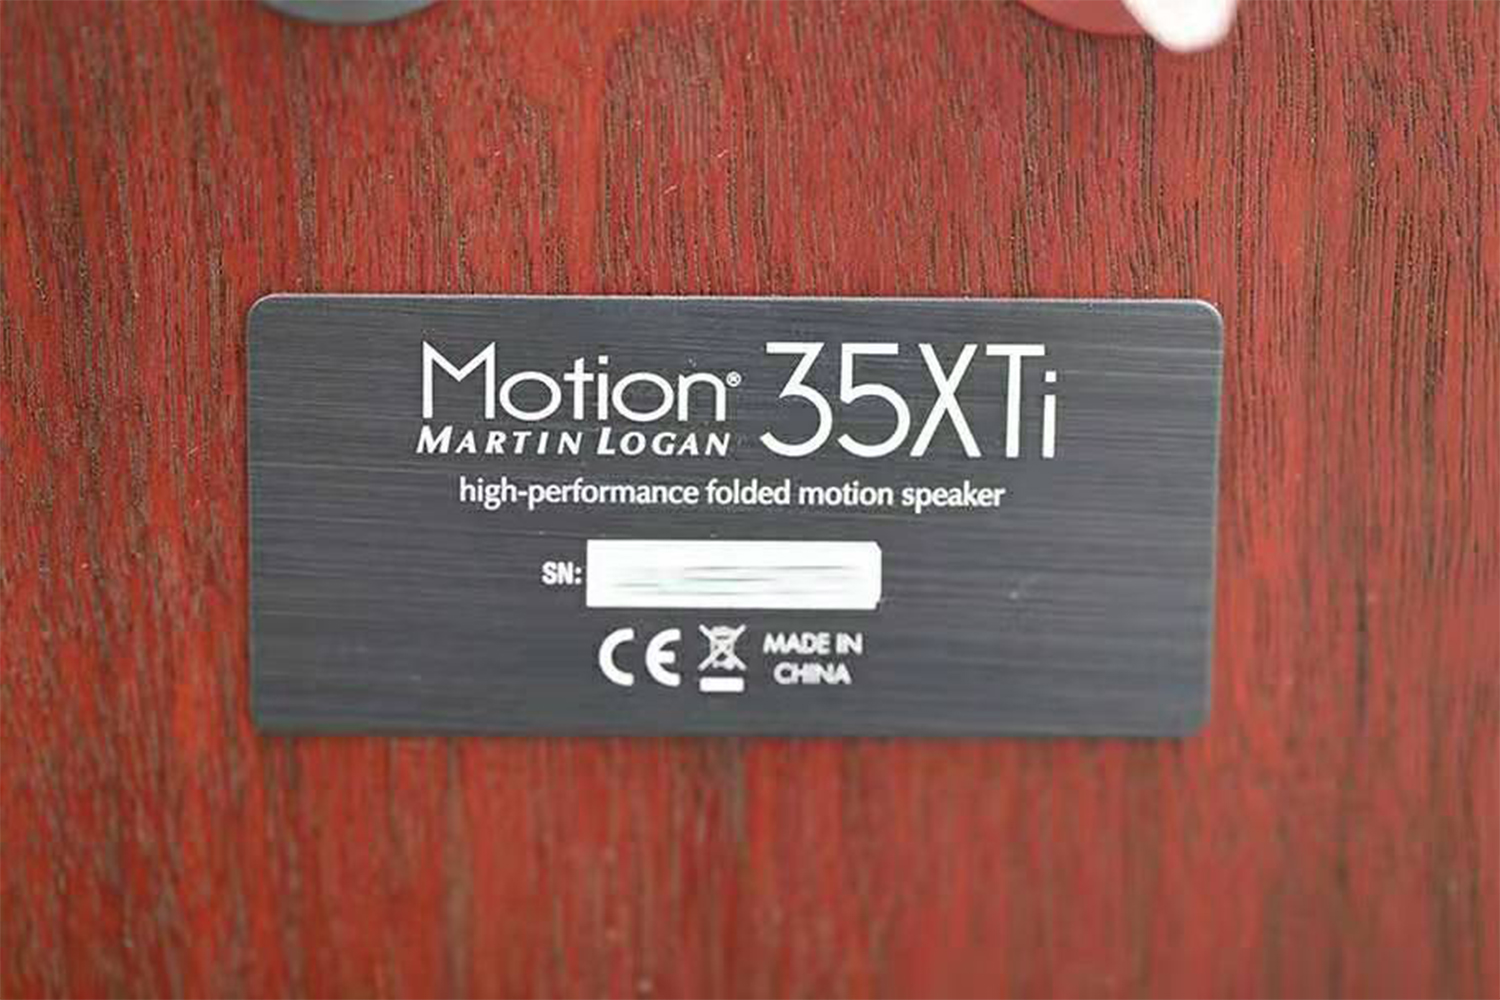 Motion® 35XTi
MARTIN LOGAN
high-performance folded motion speaker
SN:
CE MADE IN
CHINA